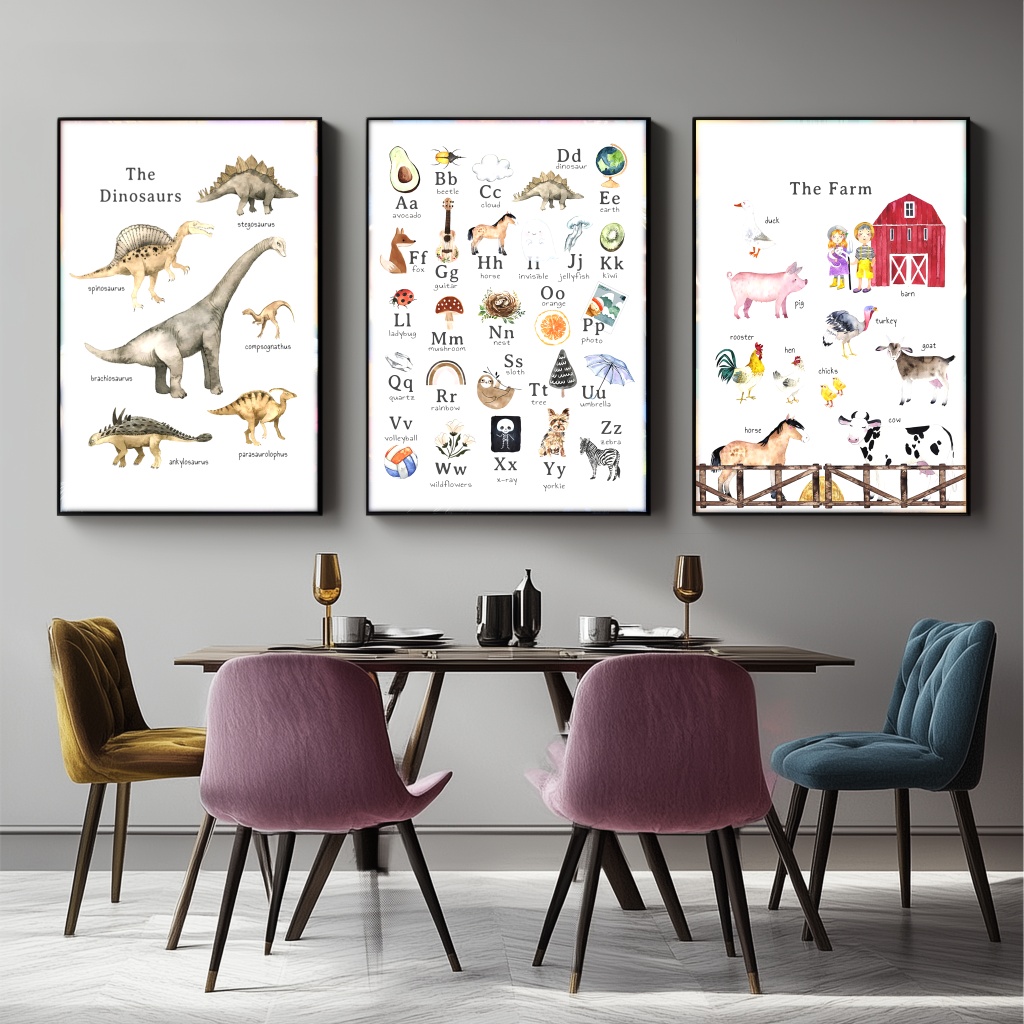 The
Dinosaurs
stegosaurus
spinosaurus
compsognathus
brachiosaurus
parasaurolophus
ankylosaurus
Aa
avocado
Bb
beetle
Cc
cloud
Dd
dinosaur
Ee
earth
Ff
fox
Gg
guitar
Hh
horse
Ii
invisible
Jj
jellyfish
Kk
kiwi
Ll
ladybug
Mm
mushroom
Nn
nest
Oo
orange
Pp
photo
Qq
quartz
Rr
rainbow
Ss
sloth
Tt
tree
Uu
umbrella
Vv
volleyball
Ww
wildflowers
Xx
x-ray
Yy
yorkie
Zz
zebra
The Farm
duck
barn
pig
turkey
rooster
hen
goat
chicks
cow
horse